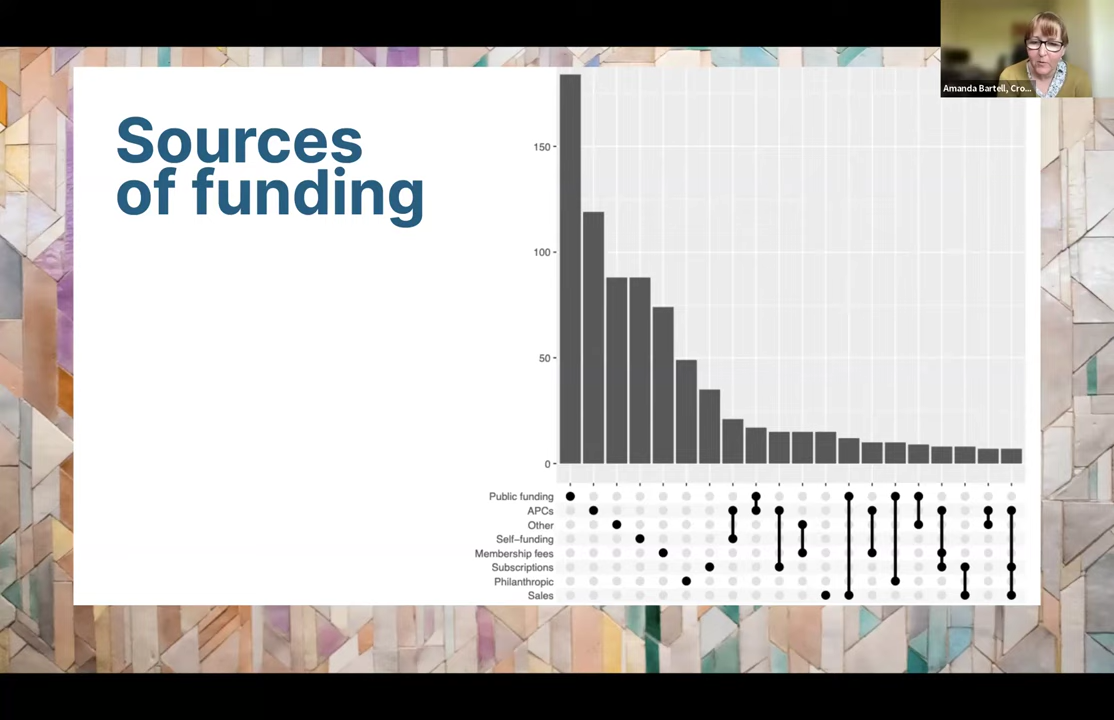 Sources
of funding
150
100
50
0
Public funding
APCs
Other
Self-funding
Membership fees
Subscriptions
Philanthropic
Sales
Amanda Bartell, Cro...